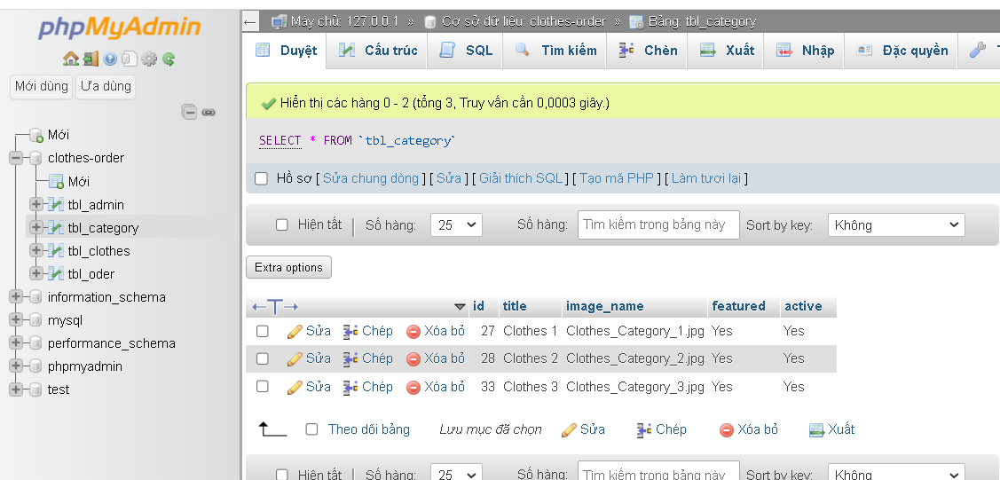 phpMyAdmin
Mới dùng Ưa dùng
Mới
clothes-order
Mới
tbl_admin
tbl_category
tbl_clothes
tbl_oder
information_schema
mysql
performance_schema
phpmyadmin
test
Máy chủ: 127.0.0.1 » Cơ sở dữ liệu: clothes-order » Bảng: tbl_category
Duyệt Cấu trúc SQL Tìm kiếm Chèn Xuất Nhập Đặc quyền
Hiển thị các hàng 0 - 2 (tổng 3, Truy vấn cần 0,0003 giây.)
SELECT * FROM `tbl_category`
Hồ sơ [ Sửa chung dòng ] [ Sửa ] [ Giải thích SQL ] [ Tạo mã PHP ] [ Làm tươi lại ]
Hiện tất | Số hàng: 25 Số hàng: Tìm kiếm trong bảng này Sort by key: Không
Extra options
←T→ id title image_name featured active
Sửa Chép Xóa bỏ 27 Clothes 1 Clothes_Category_1.jpg Yes Yes
Sửa Chép Xóa bỏ 28 Clothes 2 Clothes_Category_2.jpg Yes Yes
Sửa Chép Xóa bỏ 33 Clothes 3 Clothes_Category_3.jpg Yes Yes
Theo dõi bảng Lưu mục đã chọn Sửa Chép Xóa bỏ Xuất
Hiện tất | Số hàng: 25 Số hàng: Tìm kiếm trong bảng này Sort by key: Không